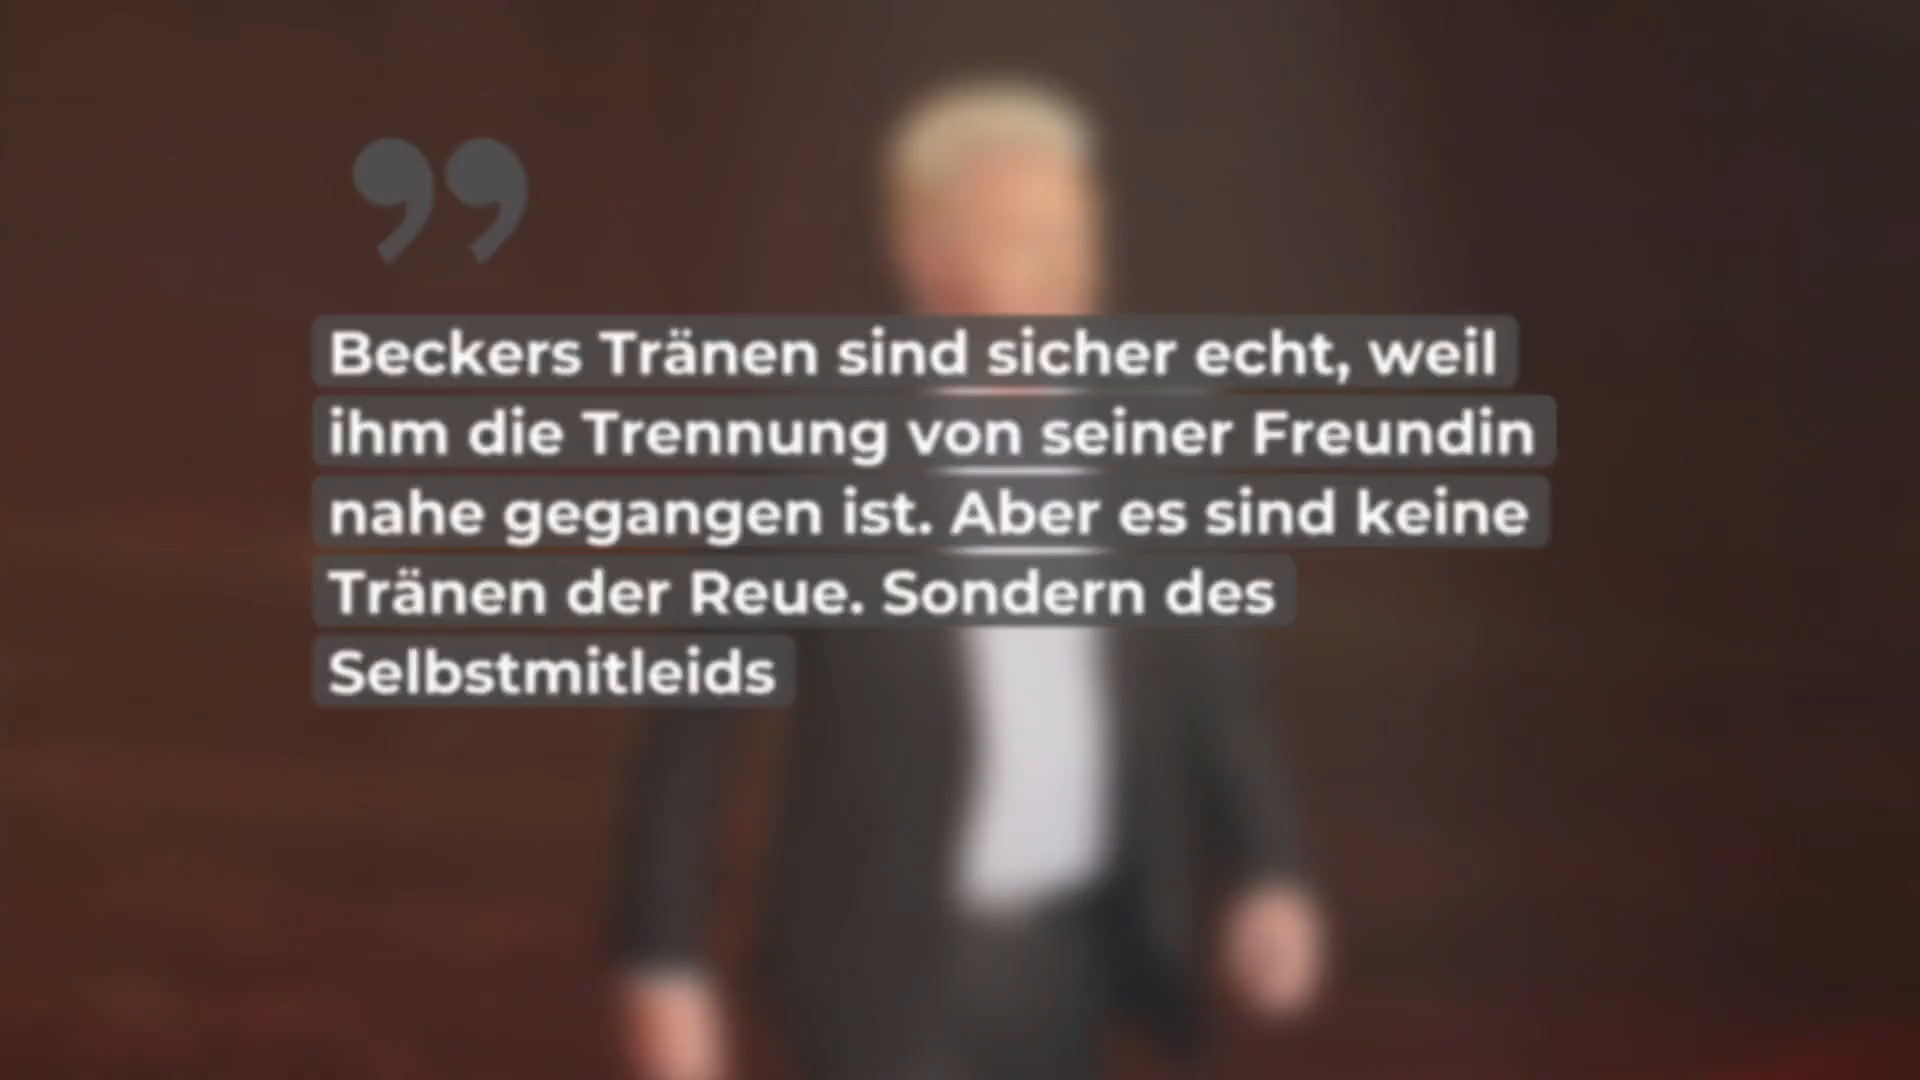 ”
Beckers Tränen sind sicher echt, weil
ihm die Trennung von seiner Freundin
nahe gegangen ist. Aber es sind keine
Tränen der Reue. Sondern des
Selbstmitleids